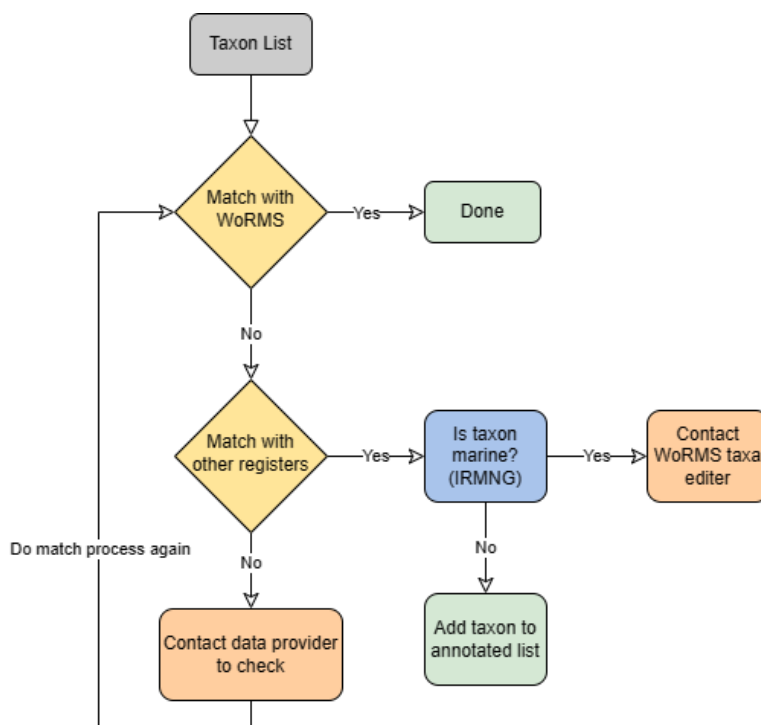 Taxon List
Match with
WoRMS
Yes
Done
No
Match with
other registers
Yes
Is taxon
marine?
(IRMNG)
Yes
Contact
WoRMS taxa
editer
Do match process again
No
No
Contact data provider
to check
Add taxon to
annotated list